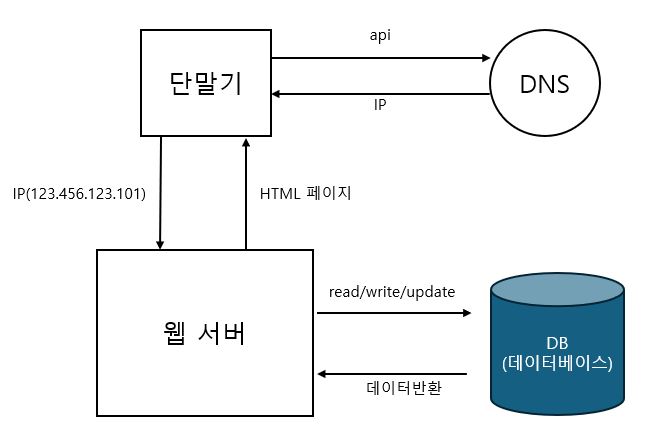 api
단말기
DNS
IP
IP(123.456.123.101)
HTML 페이지
read/write/update
웹 서버
DB
(데이터베이스)
데이터반환